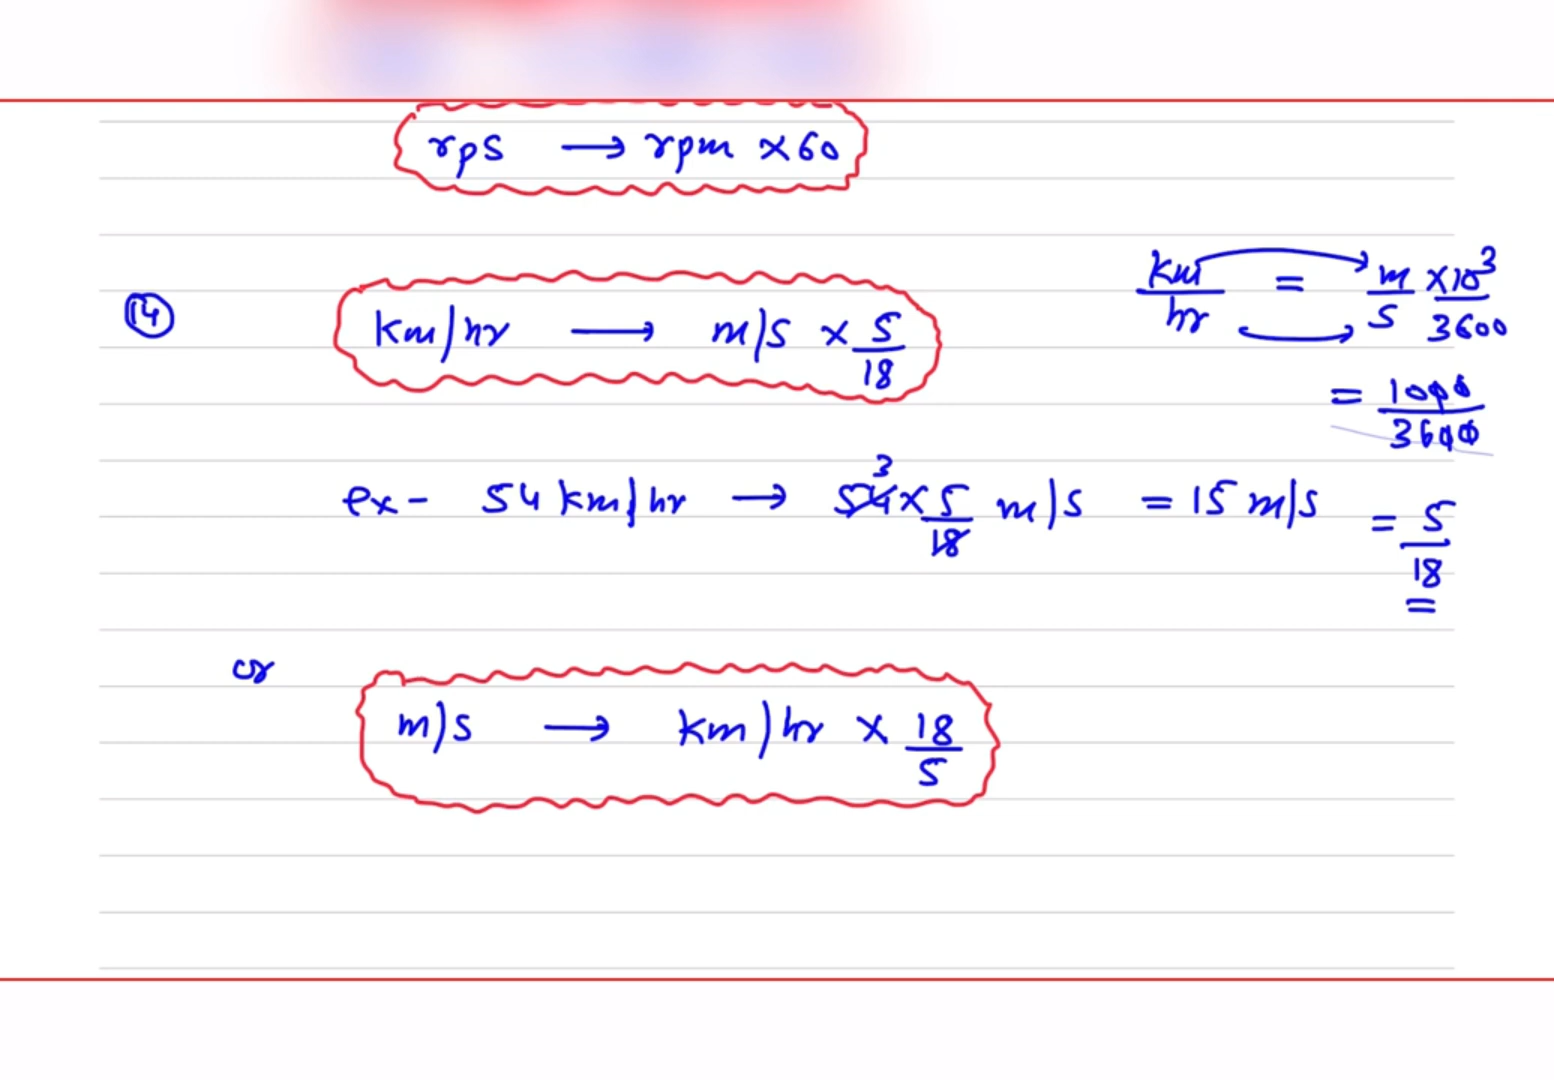 rps → rpm ×60
14 km/hr → m/s × 5/18
km/hr = m/s ×10³/3600
= 1000/3600
= 5/18
ex- 54 km/hr → 54×5/18 m/s = 15 m/s
3
or
m/s → km/hr × 18/5